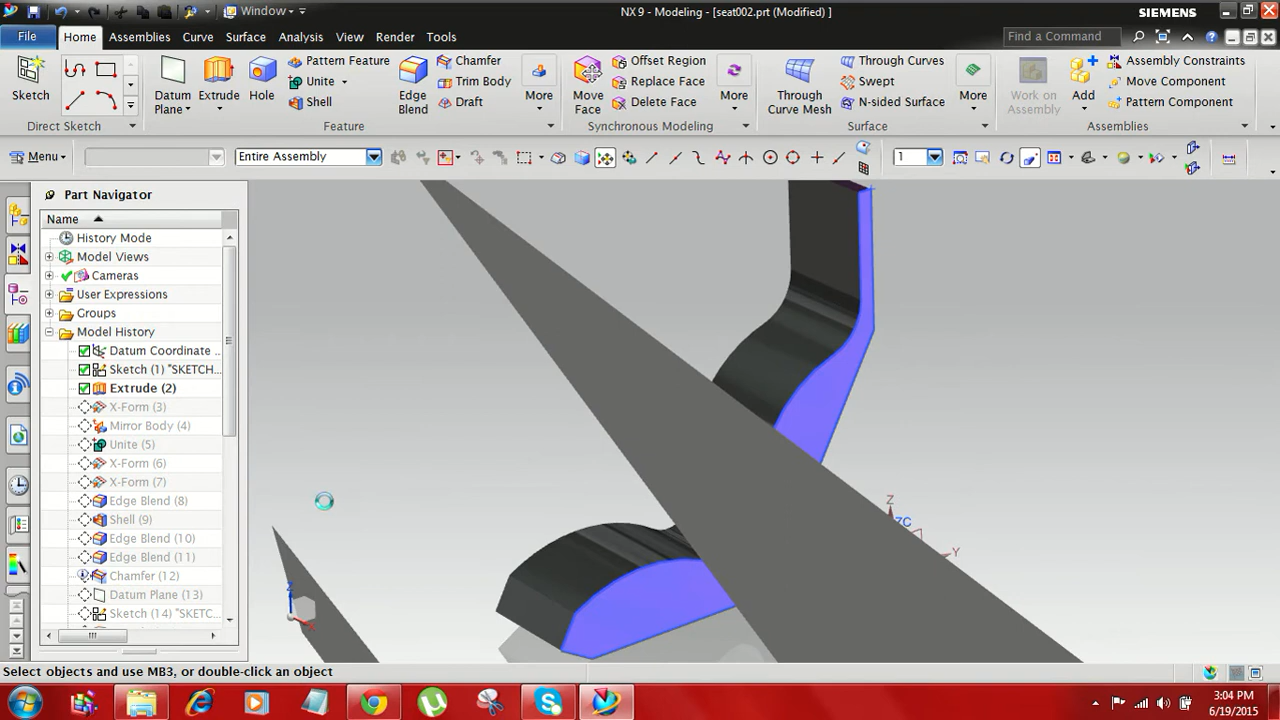 Window
NX 9 - Modeling - [seat002.prt (Modified) ]
SIEMENS
File Home Assemblies Curve Surface Analysis View Render Tools
Find a Command
Sketch
Direct Sketch
Datum Plane
Extrude
Hole
Pattern Feature
Unite
Shell
Edge Blend
Chamfer
Trim Body
Draft
More
Feature
Move Face
Offset Region
Replace Face
Delete Face
More
Synchronous Modeling
Through Curve Mesh
Through Curves
Swept
N-sided Surface
More
Surface
Work on Assembly
Add
Assembly Constraints
Move Component
Pattern Component
Assemblies
Menu
Entire Assembly
1
Part Navigator
Name
History Mode
Model Views
Cameras
User Expressions
Groups
Model History
Datum Coordinate ..
Sketch (1) "SKETCH...
Extrude (2)
X-Form (3)
Mirror Body (4)
Unite (5)
X-Form (6)
X-Form (7)
Edge Blend (8)
Shell (9)
Edge Blend (10)
Edge Blend (11)
Chamfer (12)
Datum Plane (13)
Sketch (14) "SKETC...
Z
ZC
Y
Z
X
Select objects and use MB3, or double-click an object
3:04 PM
6/19/2015